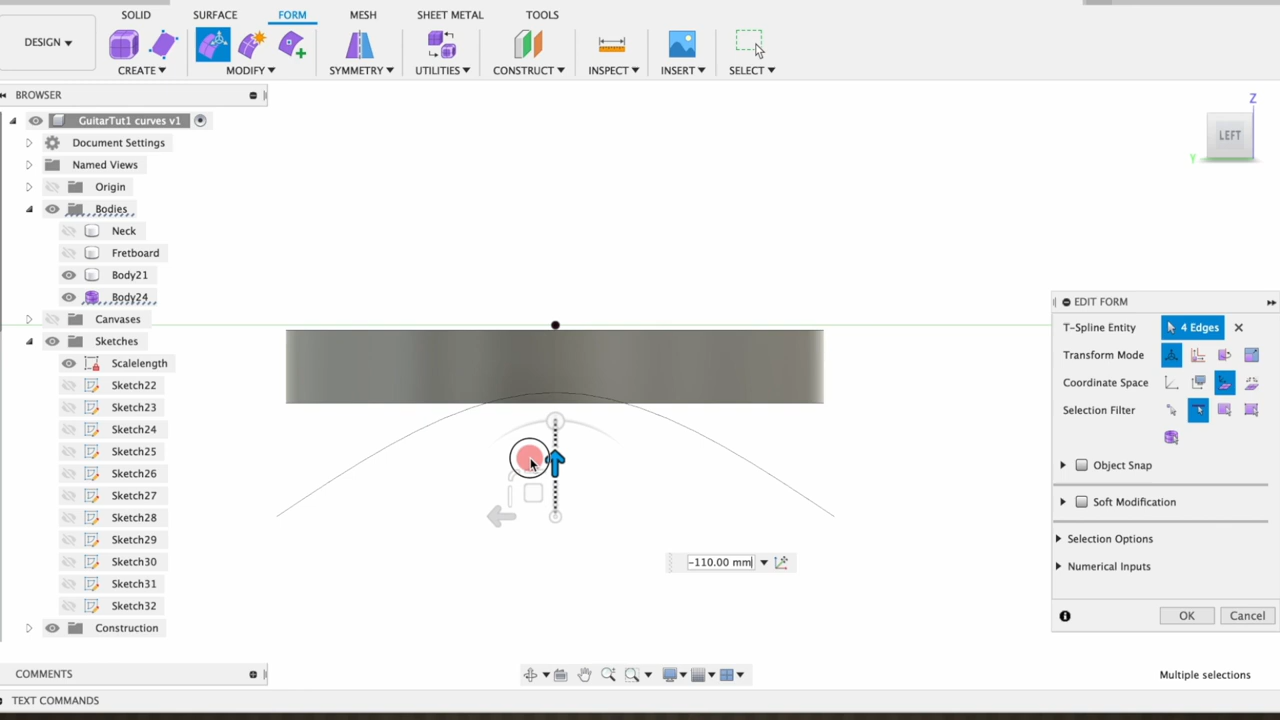 SOLID SURFACE FORM MESH SHEET METAL TOOLS
DESIGN
CREATE MODIFY SYMMETRY UTILITIES CONSTRUCT INSPECT INSERT SELECT
BROWSER
GuitarTut1 curves v1
Document Settings
Named Views
Origin
Bodies
Neck
Fretboard
Body21
Body24
Canvases
Sketches
Scalelength
Sketch22
Sketch23
Sketch24
Sketch25
Sketch26
Sketch27
Sketch28
Sketch29
Sketch30
Sketch31
Sketch32
Construction
COMMENTS
TEXT COMMANDS
Z
LEFT
Y
-110.00 mm
EDIT FORM
T-Spline Entity 4 Edges
Transform Mode
Coordinate Space
Selection Filter
Object Snap
Soft Modification
Selection Options
Numerical Inputs
OK Cancel
Multiple selections